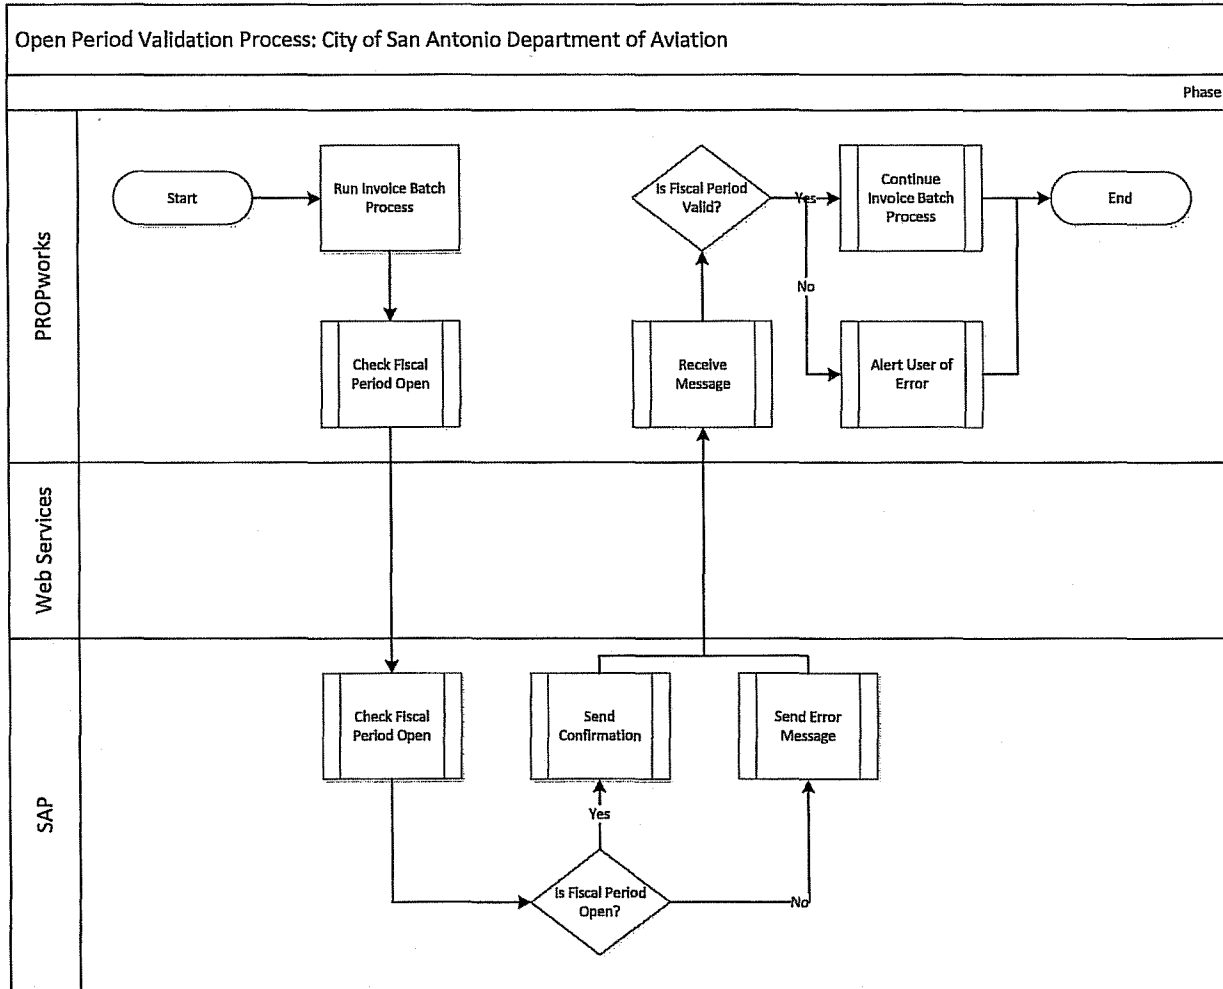 Open Period Validation Process: City of San Antonio Department of Aviation
Phase
PROPworks
Start
Run Invoice Batch
Process
Check Fiscal
Period Open
Is Fiscal Period
Valid?
Yes
Continue
Invoice Batch
Process
End
No
Receive
Message
Alert User of
Error
Web Services
SAP
Check Fiscal
Period Open
Send
Confirmation
Send Error
Message
Yes
Is Fiscal Period
Open?
No